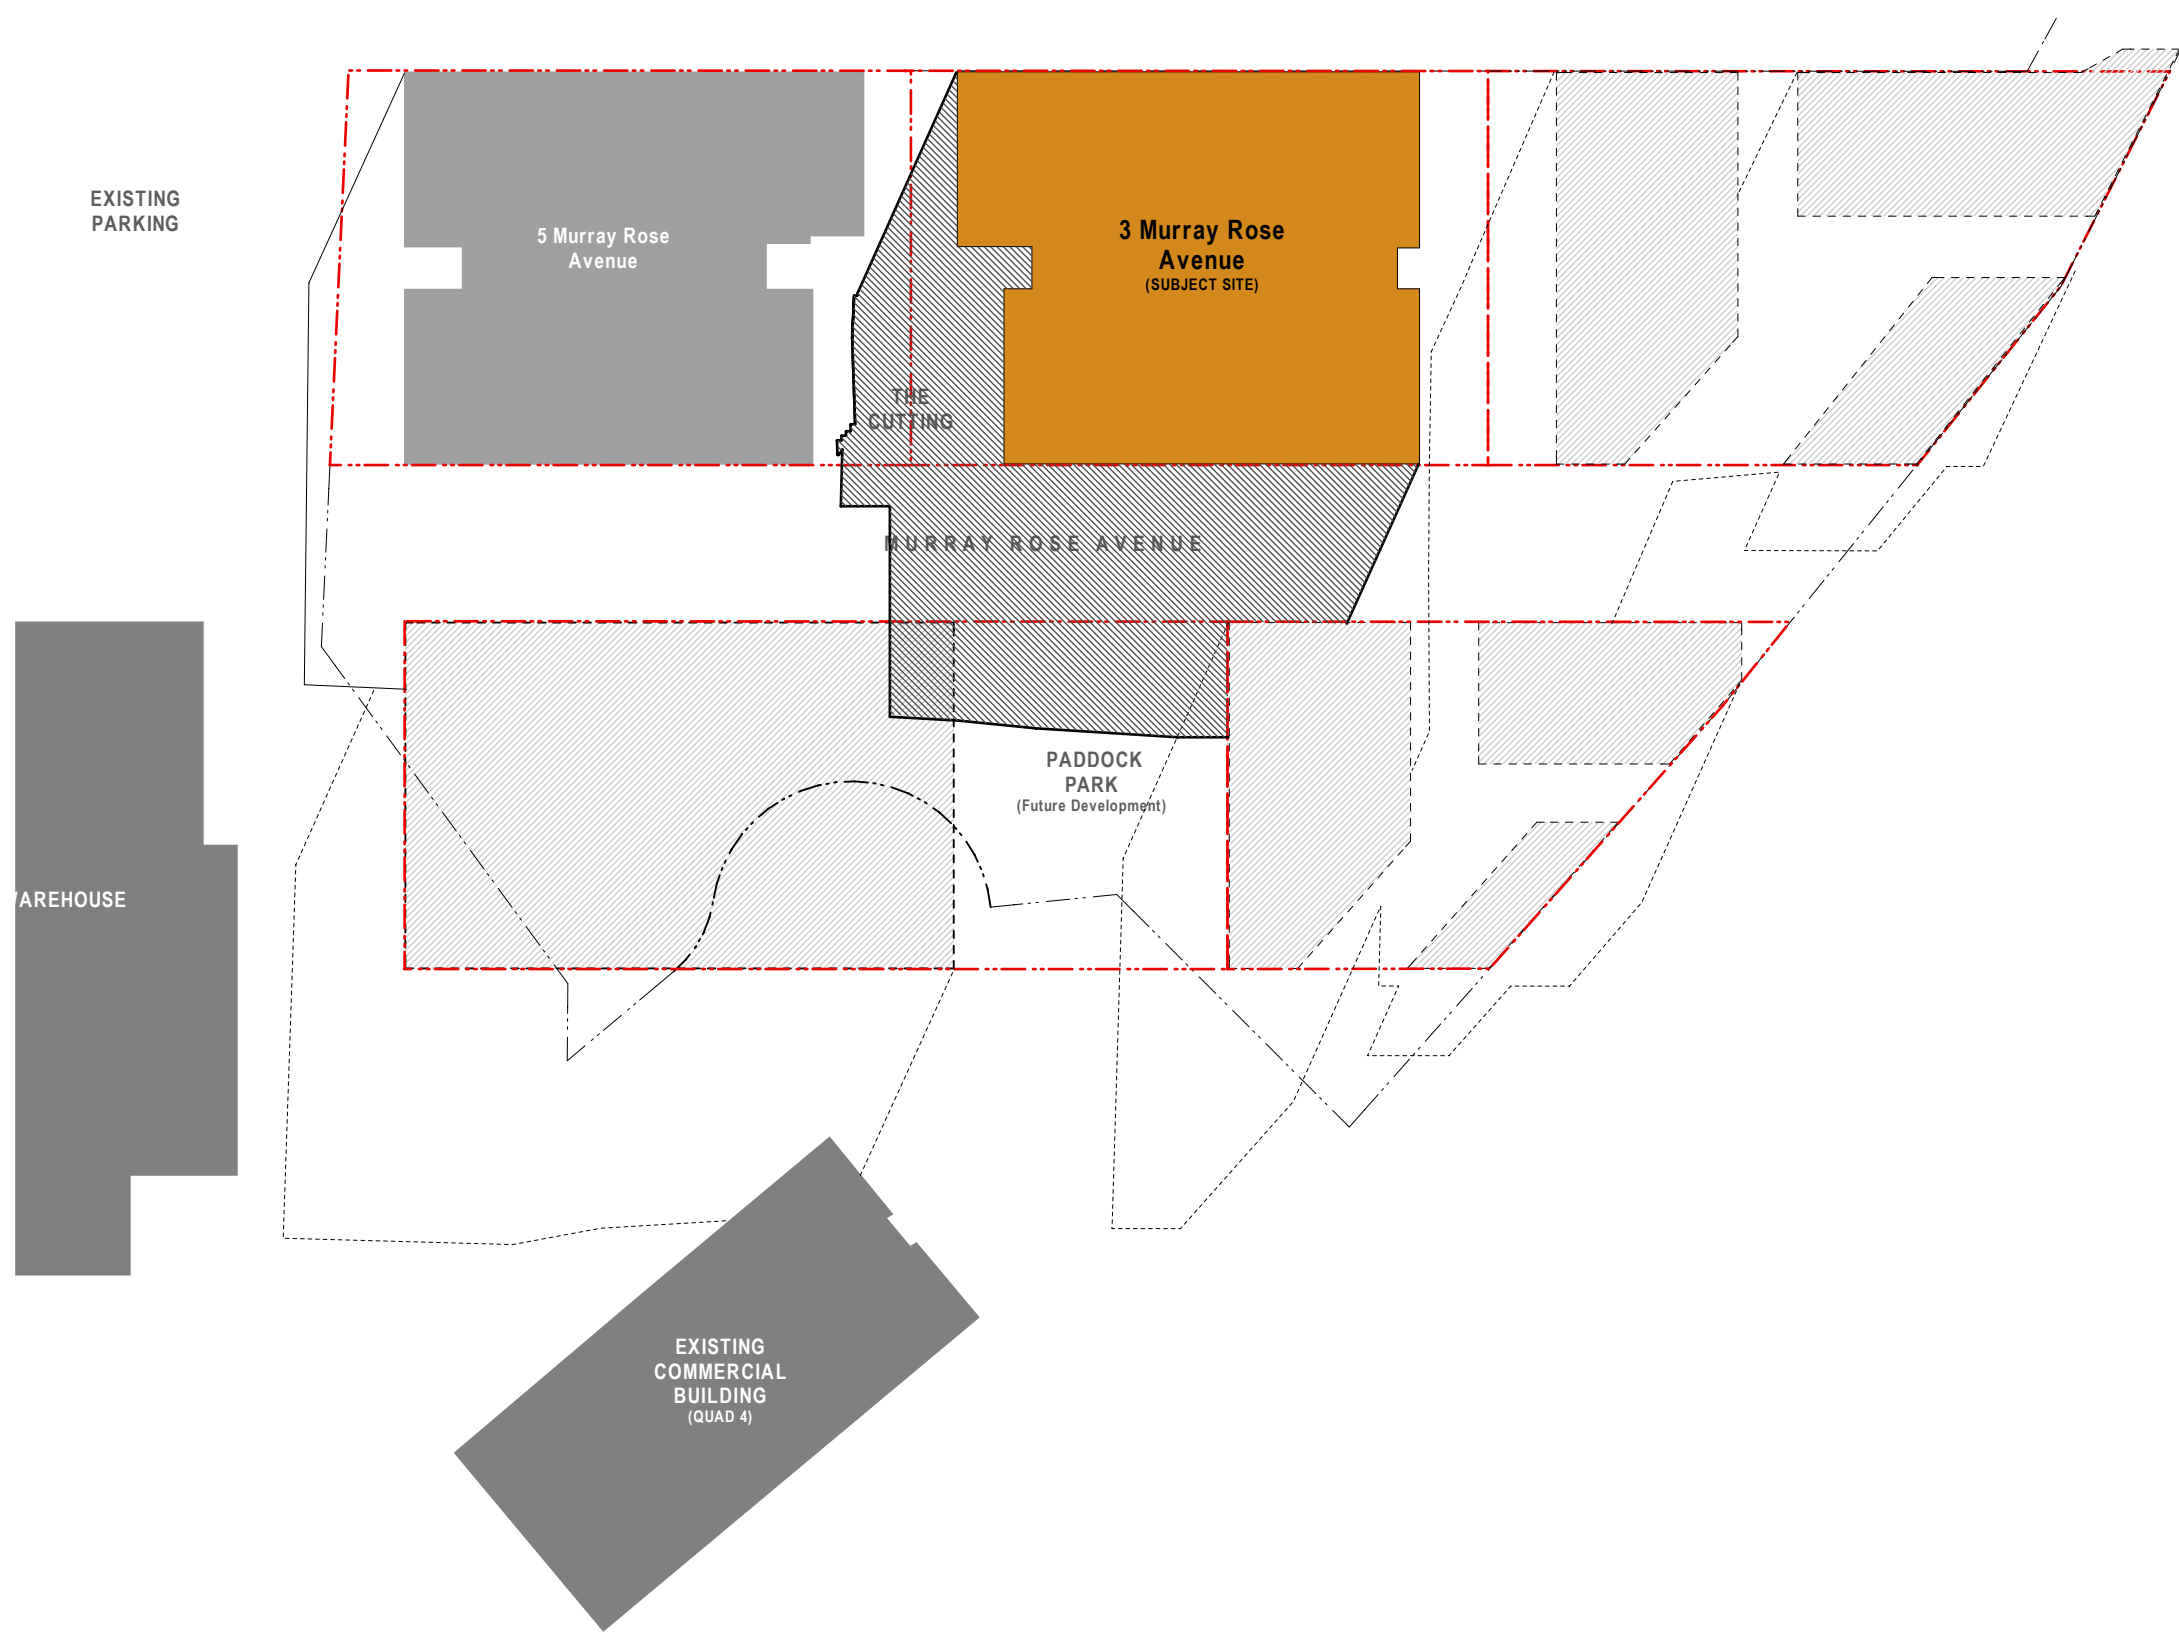 EXISTING
PARKING
5 Murray Rose
Avenue
3 Murray Rose
Avenue
(SUBJECT SITE)
THE
CUTTING
MURRAY ROSE AVENUE
PADDOCK
PARK
(Future Development)
AREHOUSE
EXISTING
COMMERCIAL
BUILDING
(QUAD 4)